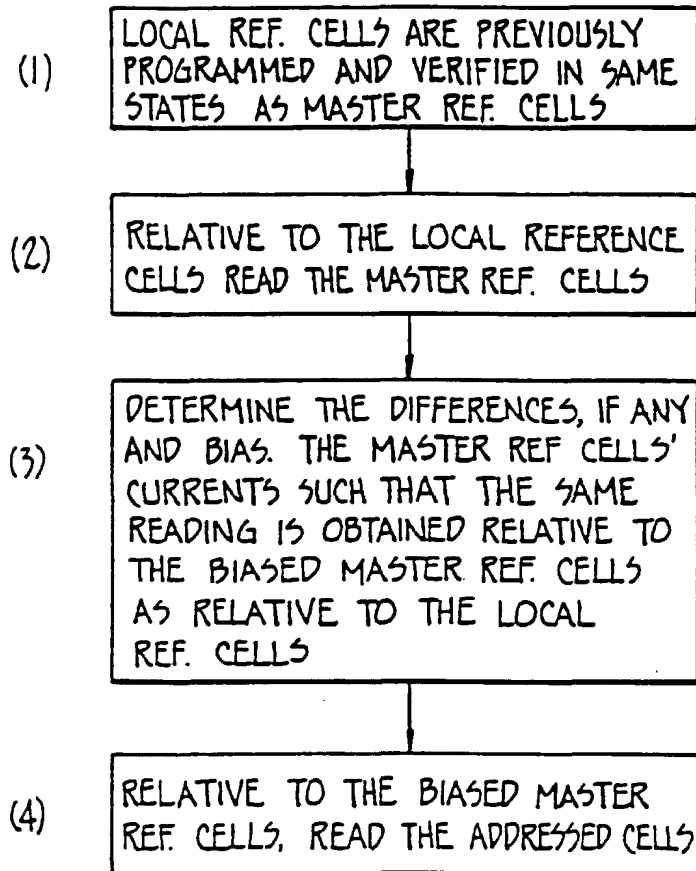 (1)
LOCAL REF. CELLS ARE PREVIOUSLY
PROGRAMMED AND VERIFIED IN SAME
STATES AS MASTER REF. CELLS
(2)
RELATIVE TO THE LOCAL REFERENCE
CELLS READ THE MASTER REF. CELLS
(3)
DETERMINE THE DIFFERENCES, IF ANY
AND BIAS. THE MASTER REF CELLS'
CURRENTS SUCH THAT THE SAME
READING IS OBTAINED RELATIVE TO
THE BIASED MASTER REF. CELLS
AS RELATIVE TO THE LOCAL
REF. CELLS
(4)
RELATIVE TO THE BIASED MASTER
REF. CELLS, READ THE ADDRESSED CELLS